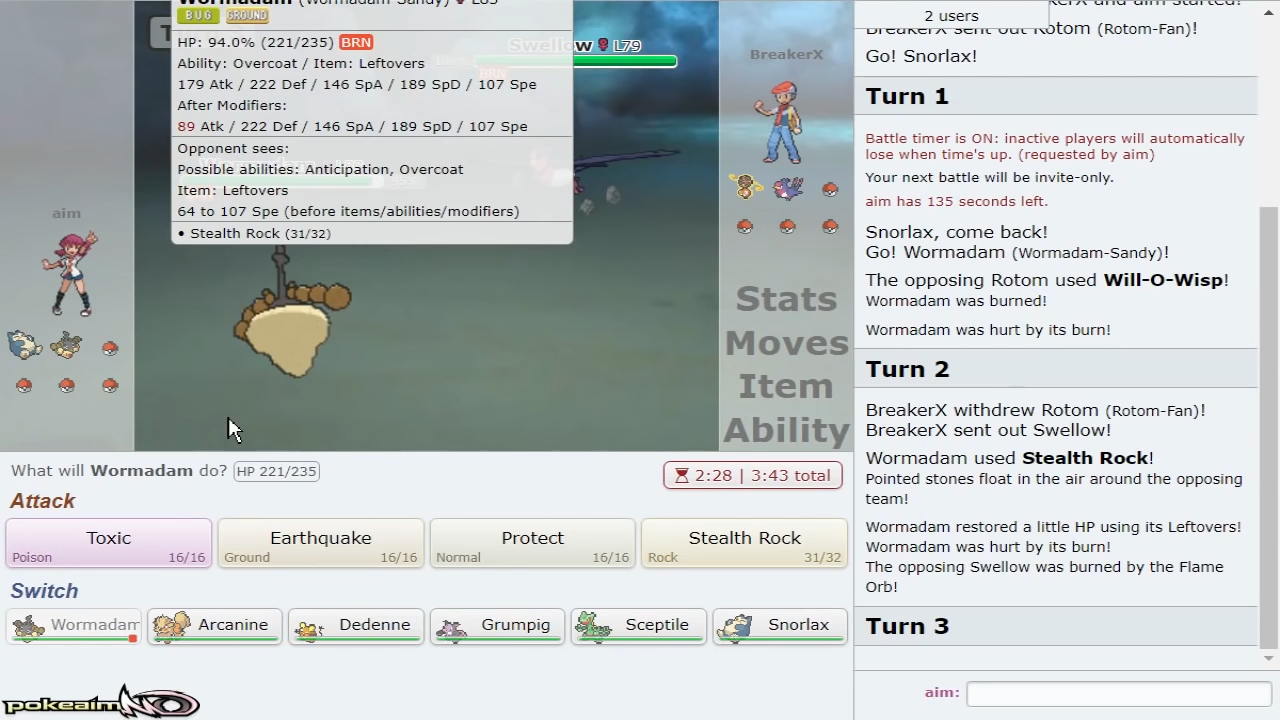 Wormadam (Wormadam-Sandy) L83
BUG GROUND
HP: 94.0% (221/235) BRN
Ability: Overcoat / Item: Leftovers
179 Atk / 222 Def / 146 SpA / 189 SpD / 107 Spe
After Modifiers:
89 Atk / 222 Def / 146 SpA / 189 SpD / 107 Spe
Opponent sees:
Possible abilities: Anticipation, Overcoat
Item: Leftovers
64 to 107 Spe (before items/abilities/modifiers)
• Stealth Rock (31/32)
Swellow L79
BRN
aim
BreakerX
Stats
Moves
Item
Ability
What will Wormadam do? HP 221/235
2:28 | 3:43 total
Attack
Toxic
Poison 16/16
Earthquake
Ground 16/16
Protect
Normal 16/16
Stealth Rock
Rock 31/32
Switch
Wormadam
Arcanine
Dedenne
Grumpig
Sceptile
Snorlax
pokeaimMD
2 users
BreakerX sent out Rotom (Rotom-Fan)!
Go! Snorlax!
Turn 1
Battle timer is ON: inactive players will automatically
lose when time's up. (requested by aim)
Your next battle will be invite-only.
aim has 135 seconds left.
Snorlax, come back!
Go! Wormadam (Wormadam-Sandy)!
The opposing Rotom used Will-O-Wisp!
Wormadam was burned!
Wormadam was hurt by its burn!
Turn 2
BreakerX withdrew Rotom (Rotom-Fan)!
BreakerX sent out Swellow!
Wormadam used Stealth Rock!
Pointed stones float in the air around the opposing
team!
Wormadam restored a little HP using its Leftovers!
Wormadam was hurt by its burn!
The opposing Swellow was burned by the Flame
Orb!
Turn 3
aim: